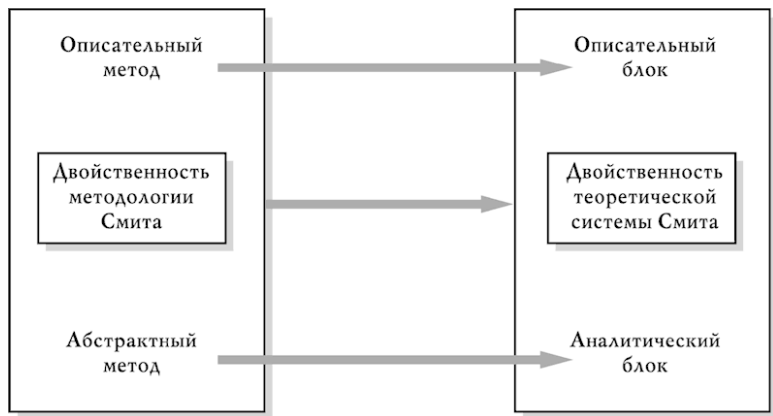 Описательный
метод
Описательный
блок
Двойственность
методологии
Смита
Двойственность
теоретической
системы Смита
Абстрактный
метод
Аналитический
блок